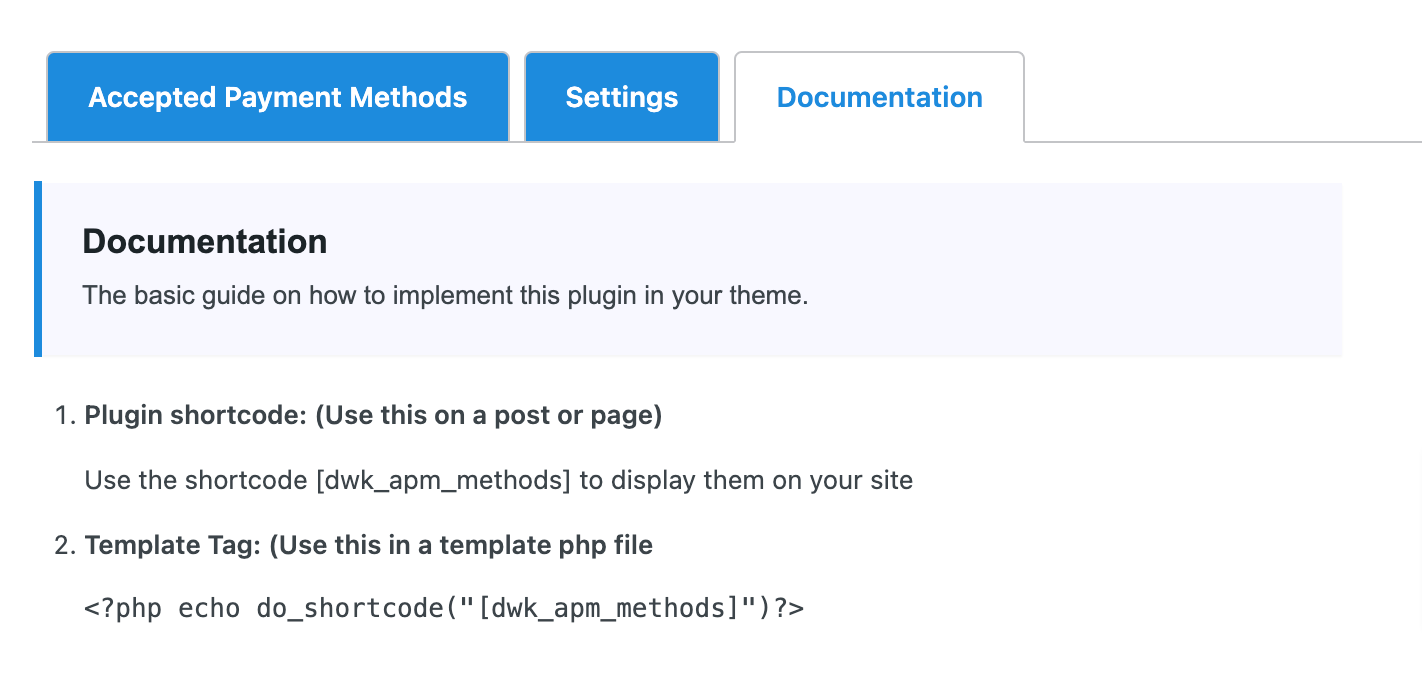 Accepted Payment Methods
Settings
Documentation
Documentation
The basic guide on how to implement this plugin in your theme.
1. Plugin shortcode: (Use this on a post or page)
Use the shortcode [dwk_apm_methods] to display them on your site
2. Template Tag: (Use this in a template php file
<?php echo do_shortcode("[dwk_apm_methods]")?>